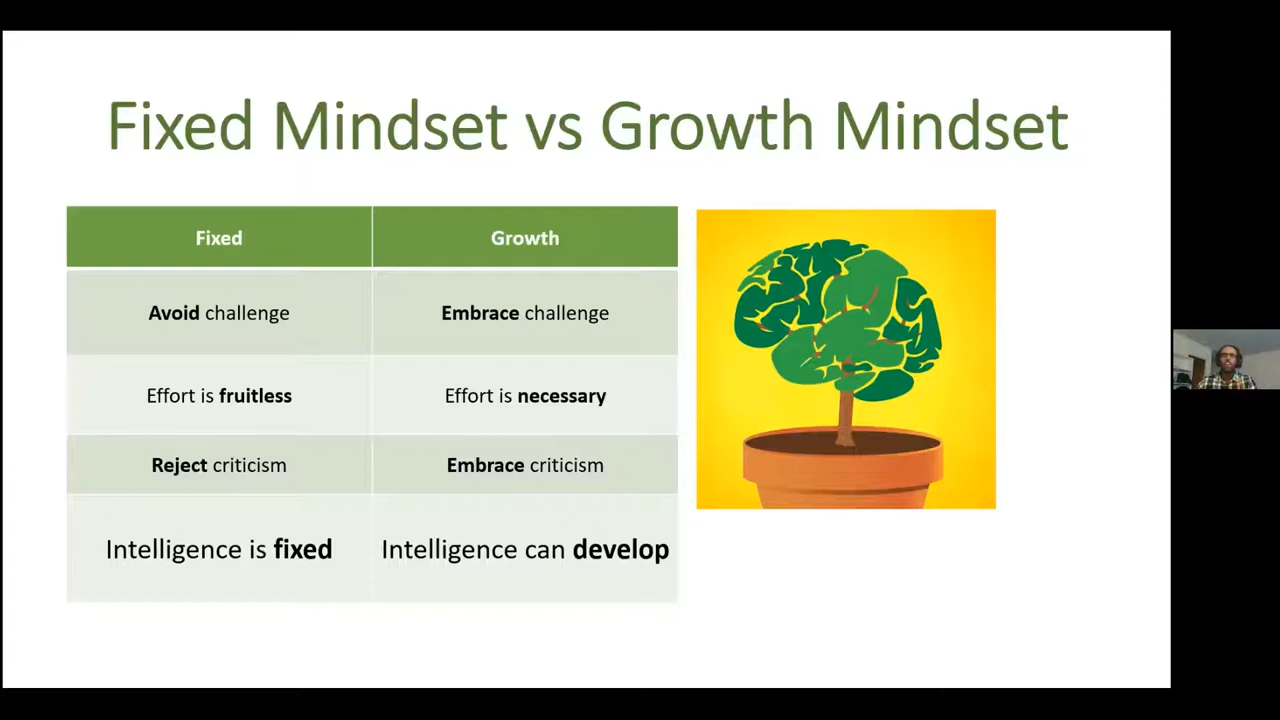 Fixed Mindset vs Growth Mindset
Fixed Growth
Avoid challenge Embrace challenge
Effort is fruitless Effort is necessary
Reject criticism Embrace criticism
Intelligence is fixed Intelligence can develop